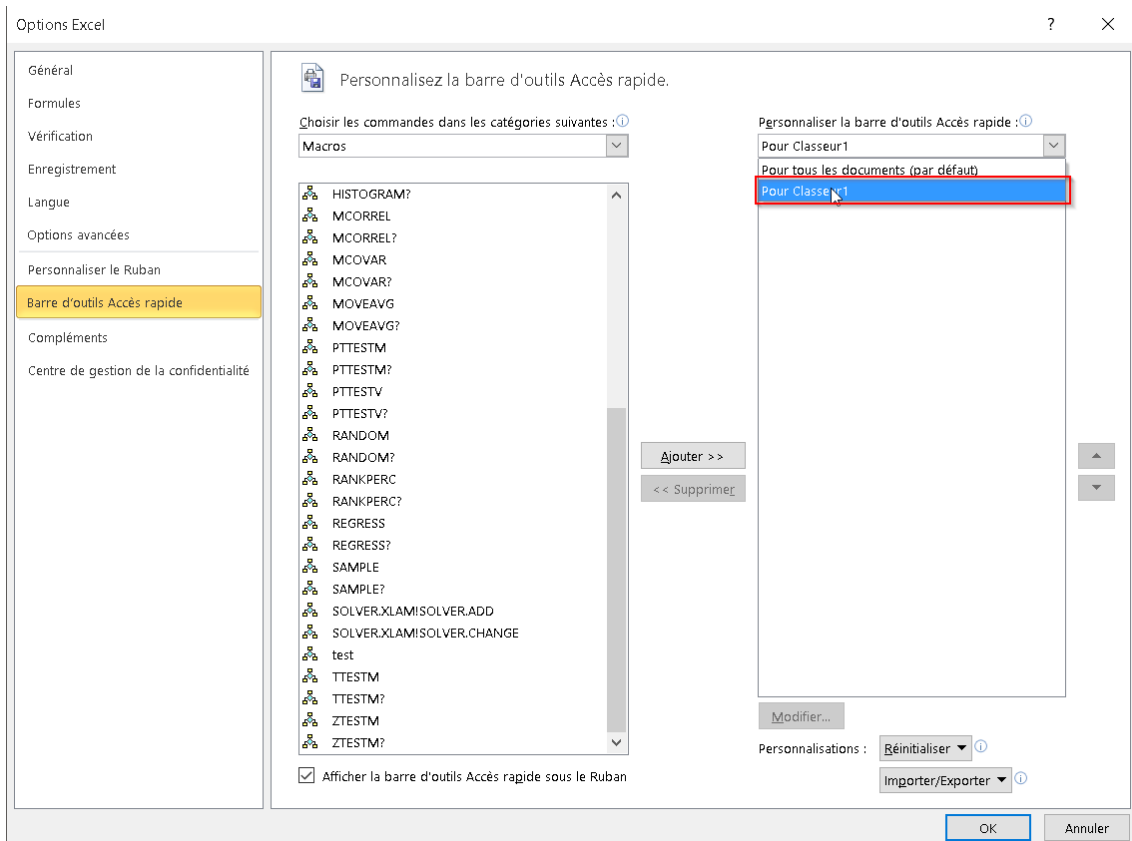 Options Excel
?
Général
Formules
Vérification
Enregistrement
Langue
Options avancées
Personnaliser le Ruban
Barre d'outils Accès rapide
Compléments
Centre de gestion de la confidentialité
Personnalisez la barre d'outils Accès rapide.
Choisir les commandes dans les catégories suivantes :
Macros
HISTOGRAM?
MCORREL
MCORREL?
MCOVAR
MCOVAR?
MOVEAVG
MOVEAVG?
PTTESTM
PTTESTM?
PTTESTV
PTTESTV?
RANDOM
RANDOM?
RANKPERC
RANKPERC?
REGRESS
REGRESS?
SAMPLE
SAMPLE?
SOLVER.XLAM!SOLVER.ADD
SOLVER.XLAM!SOLVER.CHANGE
test
TTESTM
TTESTM?
ZTESTM
ZTESTM?
Afficher la barre d'outils Accès rapide sous le Ruban
Ajouter >>
<< Supprimer
Personnaliser la barre d'outils Accès rapide :
Pour Classeur1
Pour tous les documents (par défaut)
Pour Classeur1
Modifier...
Personnalisations :
Réinitialiser
Importer/Exporter
OK
Annuler